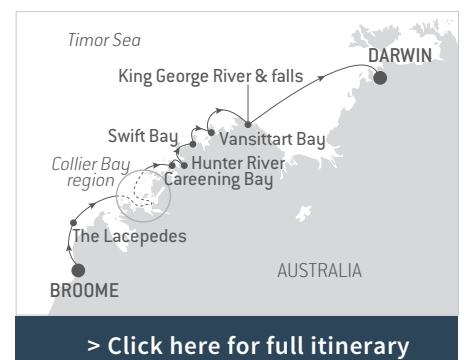 Timor Sea
DARWIN
King George River & falls
Swift Bay
Vansittart Bay
Collier Bay
region
Hunter River
Careening Bay
The Lacepedes
AUSTRALIA
BROOME
> Click here for full itinerary